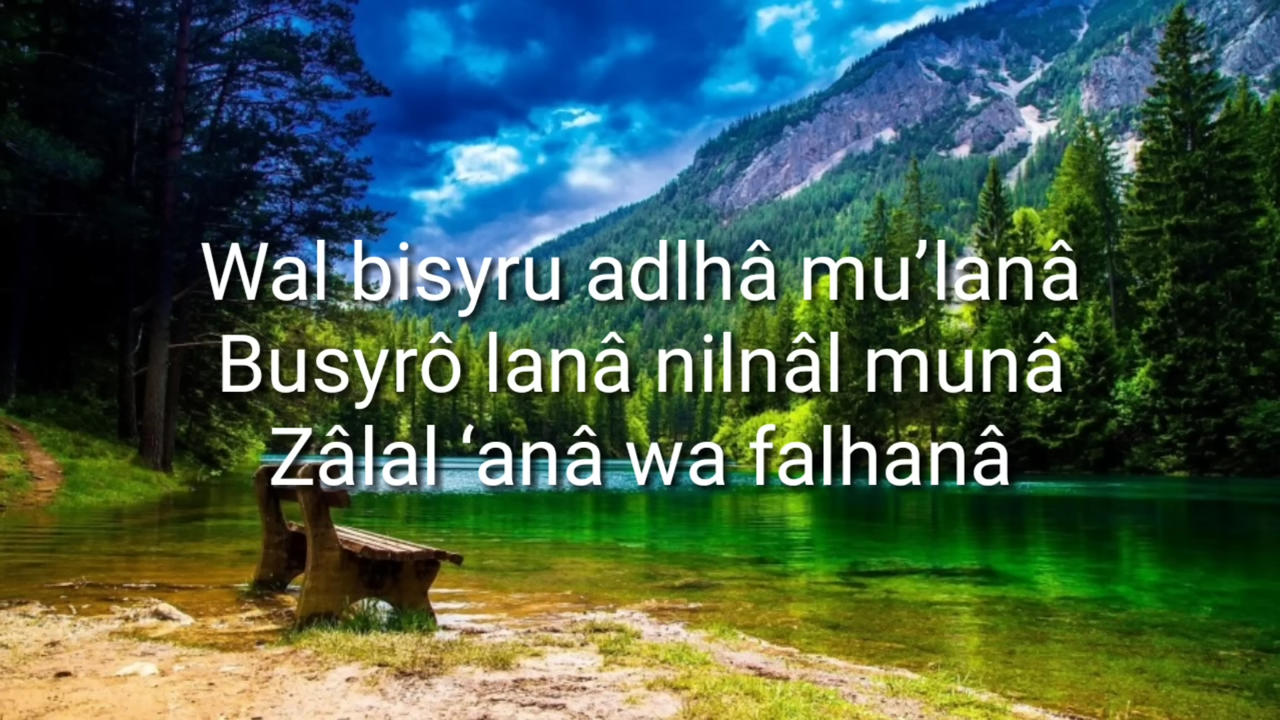 Wal bisyru adlhâ mu’lanâ
Busyrô lanâ nilnâl munâ
Zâlal ‘anâ wa falhanâ